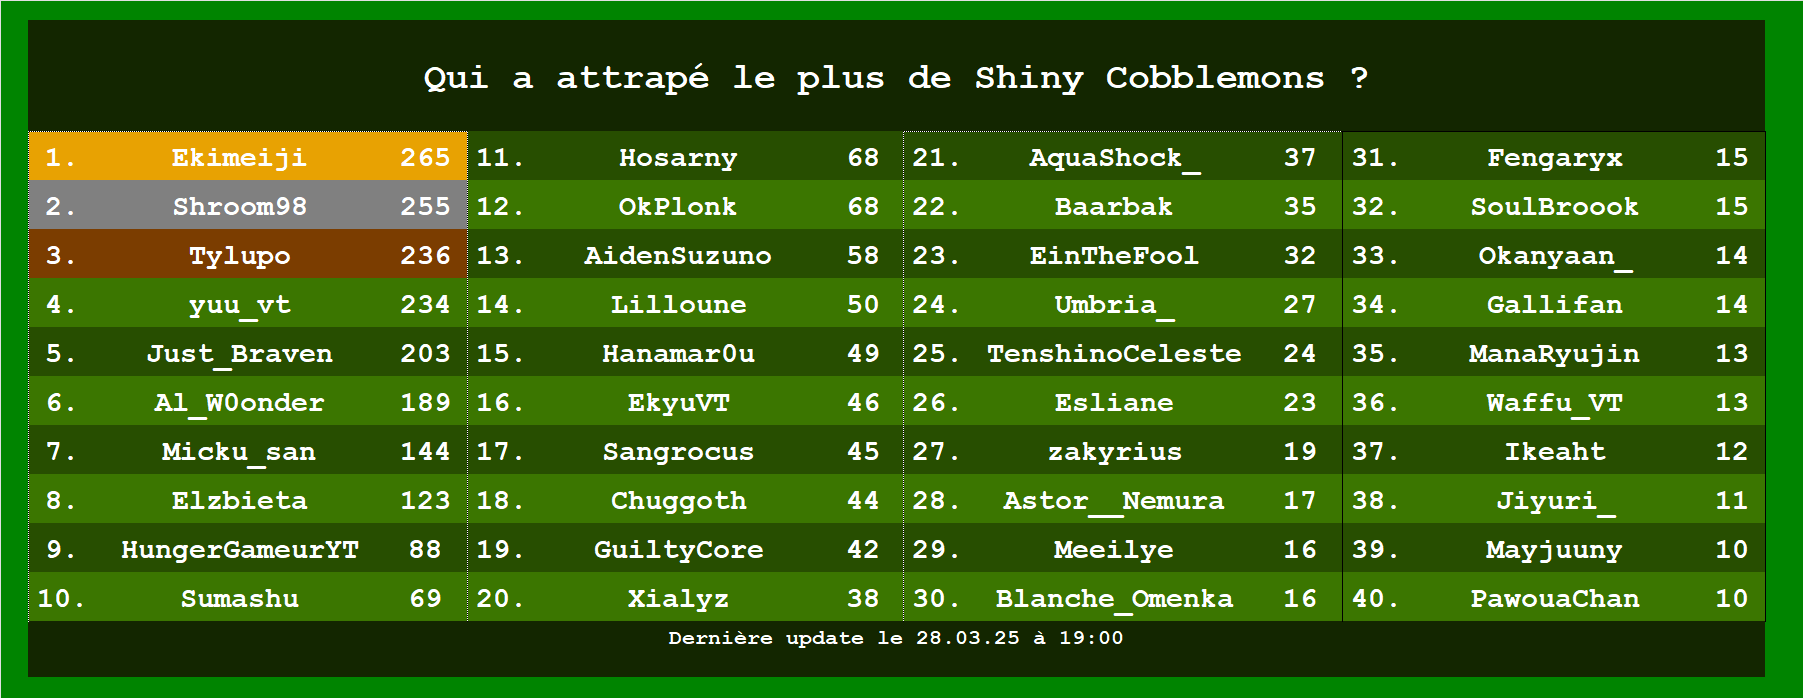 Qui a attrapé le plus de Shiny Cobblemons ?
1. Ekimeiji 265 11. Hosarny 68 21. AquaShock_ 37 31. Fengaryx 15
2. Shroom98 255 12. OkPlonk 68 22. Baarbak 35 32. SoulBroook 15
3. Tylupo 236 13. AidenSuzuno 58 23. EinTheFool 32 33. Okanyaan_ 14
4. yuu_vt 234 14. Lilloune 50 24. Umbria_ 27 34. Gallifan 14
5. Just_Braven 203 15. Hanamar0u 49 25. TenshinoCeleste 24 35. ManaRyujin 13
6. Al_W0onder 189 16. EkyuVT 46 26. Esliane 23 36. Waffu_VT 13
7. Micku_san 144 17. Sangrocus 45 27. zakyrius 19 37. Ikeaht 12
8. Elzbieta 123 18. Chuggoth 44 28. Astor__Nemura 17 38. Jiyuri_ 11
9. HungerGameurYT 88 19. GuiltyCore 42 29. Meeilye 16 39. Mayjuuny 10
10. Sumashu 69 20. Xialyz 38 30. Blanche_Omenka 16 40. PawouaChan 10
Dernière update le 28.03.25 à 19:00